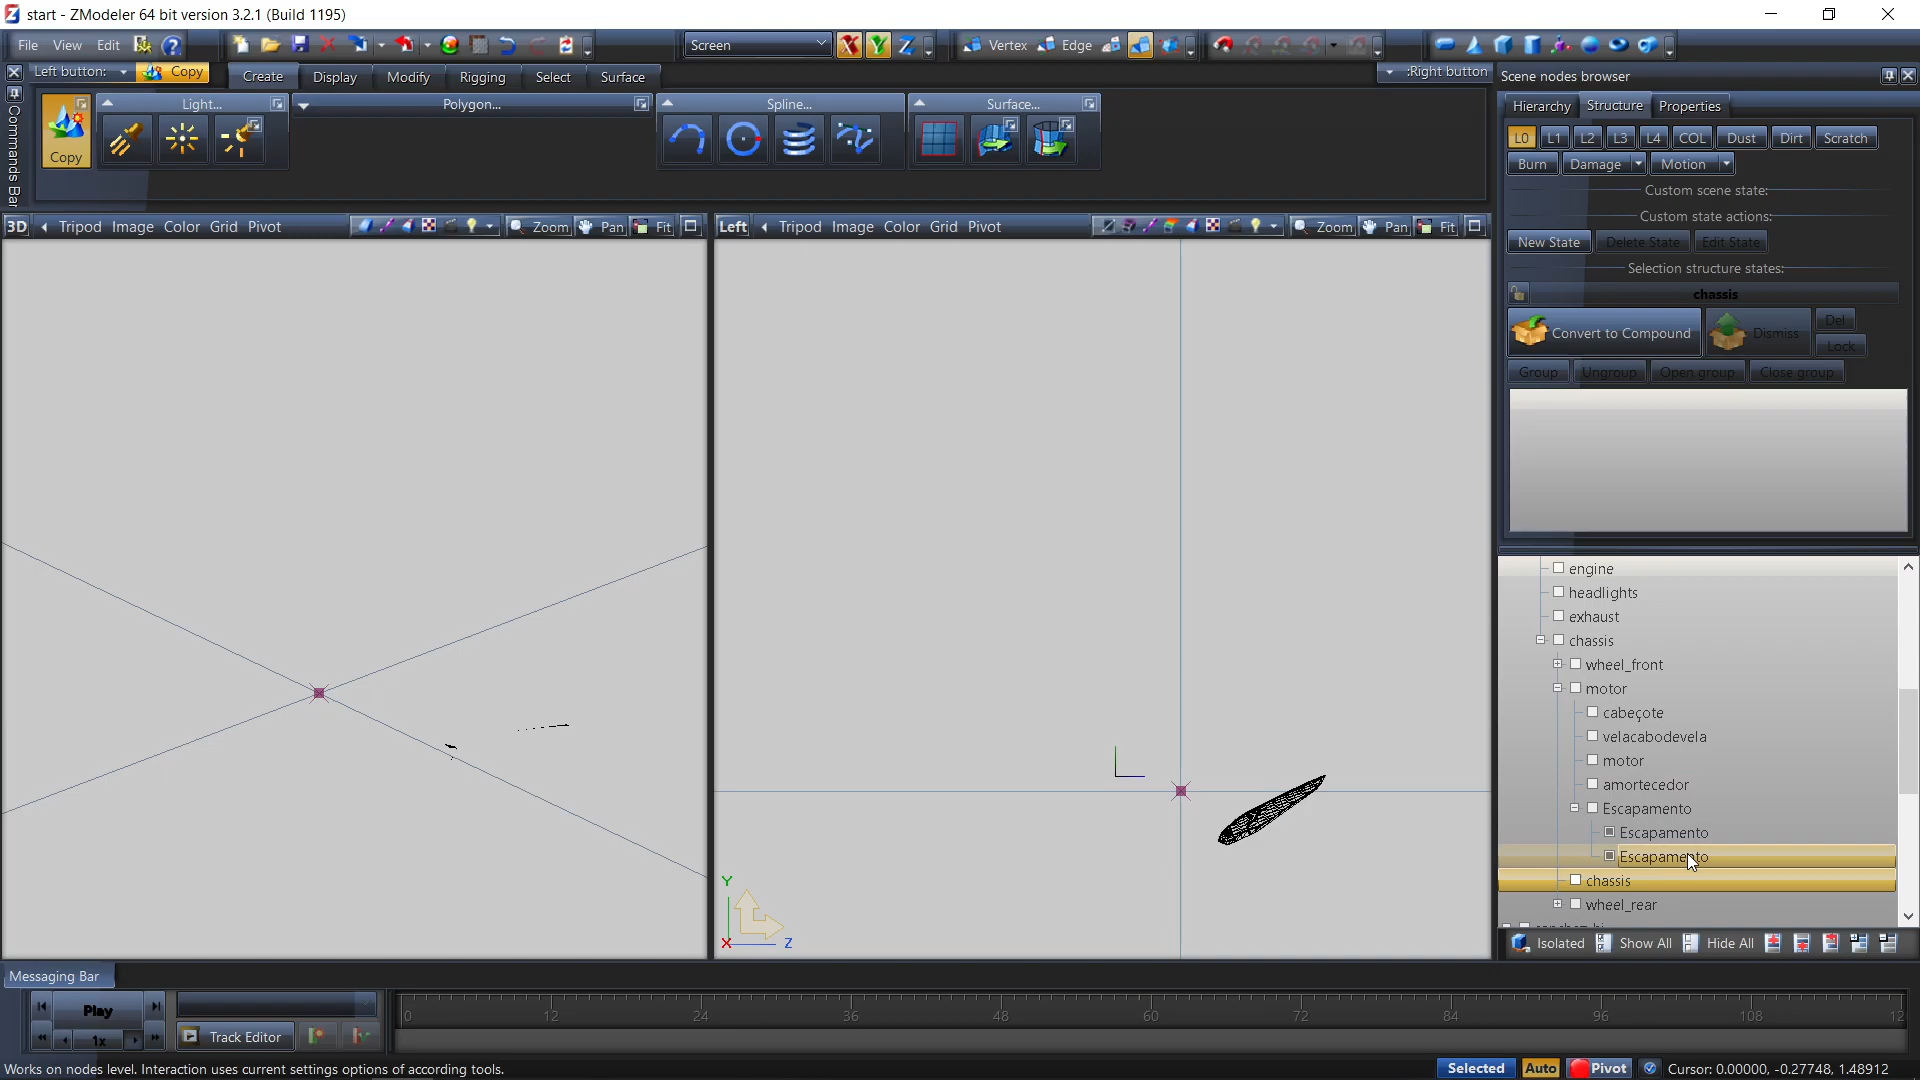 start - ZModeler 64 bit version 3.2.1 (Build 1195)
File View Edit
Screen
X Y Z
Vertex Edge
Left button: Copy
Create Display Modify Rigging Select Surface
:Right button
Scene nodes browser
Commands Bar
Copy
Light...
Polygon...
Spline...
Surface...
Hierarchy Structure Properties
L0 L1 L2 L3 L4 COL Dust Dirt Scratch
Burn Damage Motion
Custom scene state:
Custom state actions:
New State Delete State Edit State
Selection structure states:
chassis
Convert to Compound Dismiss Del
Lock
Group Ungroup Open group Close group
3D Tripod Image Color Grid Pivot Zoom Pan Fit
Left Tripod Image Color Grid Pivot Zoom Pan Fit
Y
X Z
engine
headlights
exhaust
chassis
wheel_front
motor
cabeçote
velacabodevela
motor
amortecedor
Escapamento
Escapamento
Escapamento
chassis
wheel_rear
Isolated Show All Hide All
Messaging Bar
Play
1x
Track Editor
0 12 24 36 48 60 72 84 96 108 12
Works on nodes level. Interaction uses current settings options of according tools.
Selected Auto Pivot Cursor: 0.00000, -0.27748, 1.48912